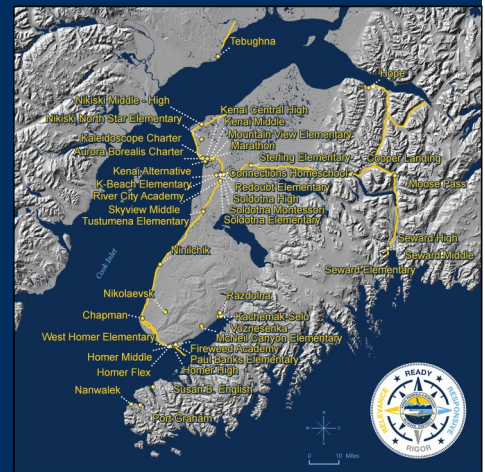 Tebughna
Hope
Nikiski Middle - High
Kenai Central High
Nikiski North Star Elementary
Kenai Middle
Mountain View Elementary
Kaleidoscope Charter
Marathon
Aurora Borealis Charter
Sterling Elementary
Cooper Landing
Kenai Alternative
Connections Homeschool
Moose Pass
K-Beach Elementary
Redoubt Elementary
River City Academy
Soldotna High
Skyview Middle
Soldotna Montessori
Tustumena Elementary
Soldotna Elementary
Seward High
Seward Middle
Seward Elementary
Cook Inlet
Ninilchik
Nikolaevsk
Razdolna
Chapman
Kachemak-Selo
Voznesenka
West Homer Elementary
McNeil Canyon Elementary
Fireweed Academy
Homer Middle
Paul Banks Elementary
Homer Flex
Homer High
Nanwalek
Susan B. English
Port Graham
N
W
E
S
0 10 Miles
READY
RELEVANCE
RESPONSIVE
RIGOR